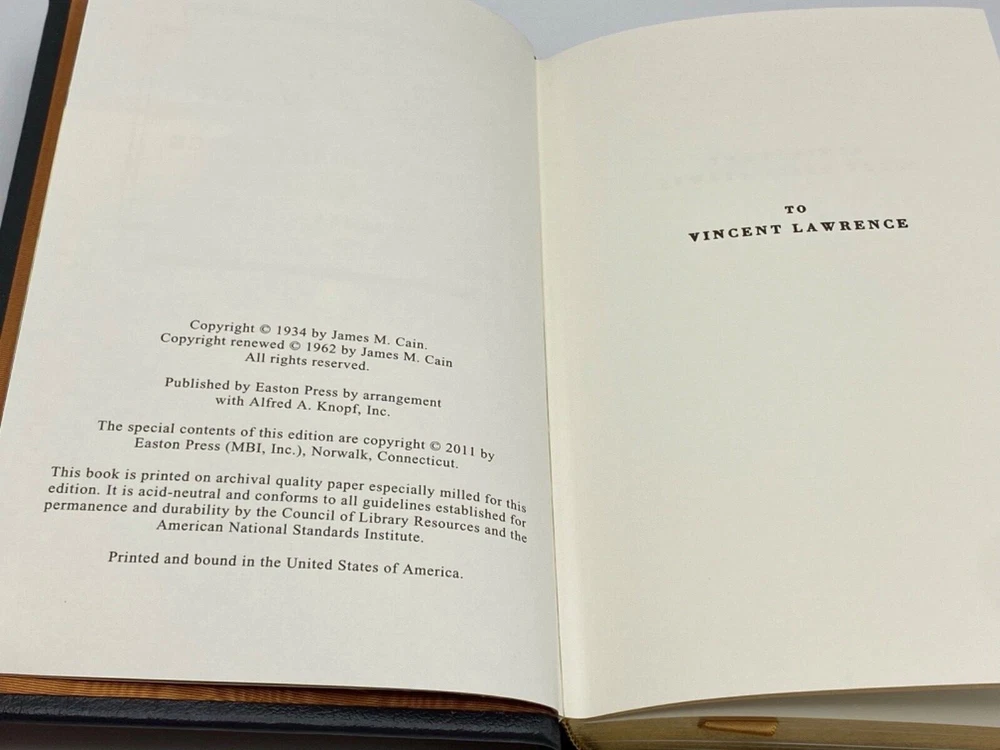 Copyright © 1934 by James M. Cain.
Copyright renewed © 1962 by James M. Cain
All rights reserved.
Published by Easton Press by arrangement
with Alfred A. Knopf, Inc.
The special contents of this edition are copyright © 2011 by
Easton Press (MBI, Inc.), Norwalk, Connecticut.
This book is printed on archival quality paper especially milled for this
edition. It is acid-neutral and conforms to all guidelines established for
permanence and durability by the Council of Library Resources and the
American National Standards Institute.
Printed and bound in the United States of America.
TO
VINCENT LAWRENCE